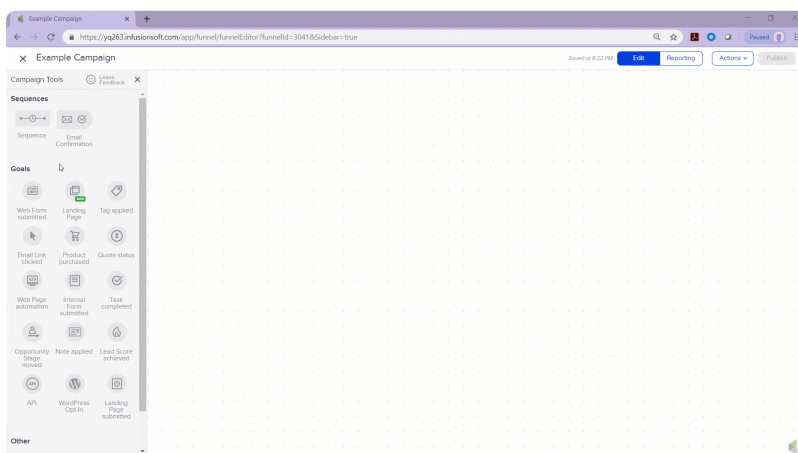 Example Campaign
https://yq263.infusionsoft.com/app/funnel/funnelEditor?funnelId=3041&Sidebar=true
Paused
Example Campaign
Saved at 8:22 PM
Edit
Reporting
Actions
Publish
Campaign Tools
Leave
Feedback
Sequences
Sequence
Email
Confirmation
Goals
NEW
Web Form
submitted
Landing
Page
Tag applied
Email Link
clicked
Product
purchased
Quote status
Web Page
automation
Internal
Form
submitted
Task
completed
Opportunity
Stage
moved
Note applied
Lead Score
achieved
API
API
WordPress
Opt-In
Landing
Page
submitted
Other